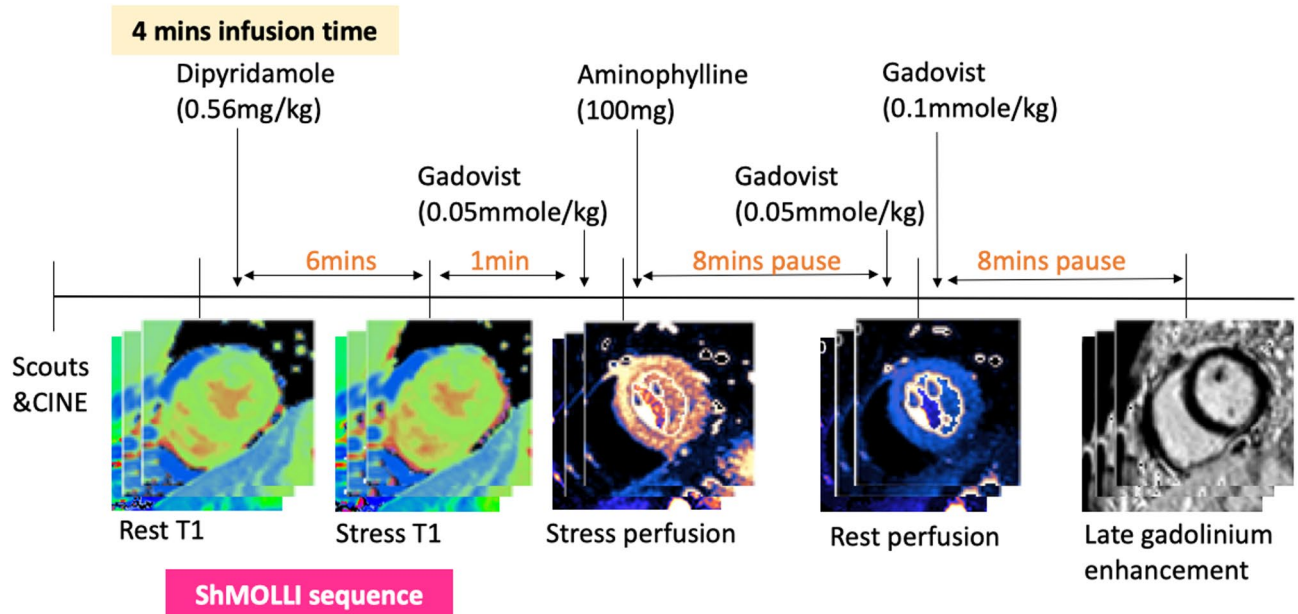 4 mins infusion time
Dipyridamole
(0.56mg/kg)
Aminophylline
(100mg)
Gadovist
(0.1mmole/kg)
Gadovist
(0.05mmole/kg)
Gadovist
(0.05mmole/kg)
6mins
1min
8mins pause
8mins pause
Scouts
&CINE
Rest T1
Stress T1
Stress perfusion
Rest perfusion
Late gadolinium
enhancement
ShMOLLI sequence